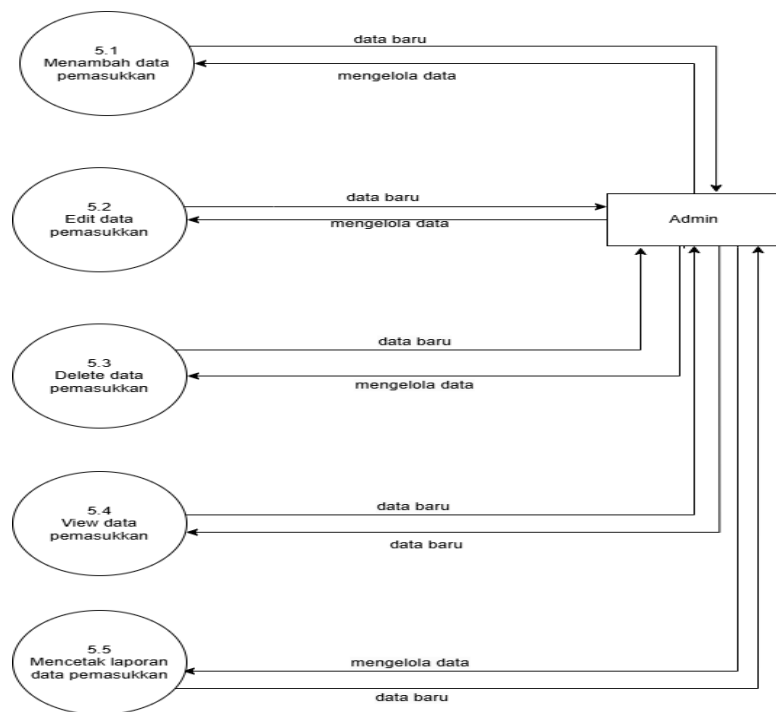 5.1
Menambah data
pemasukkan
data baru
mengelola data
5.2
Edit data
pemasukkan
data baru
mengelola data
Admin
5.3
Delete data
pemasukkan
data baru
mengelola data
5.4
View data
pemasukkan
data baru
data baru
5.5
Mencetak laporan
data pemasukkan
mengelola data
data baru